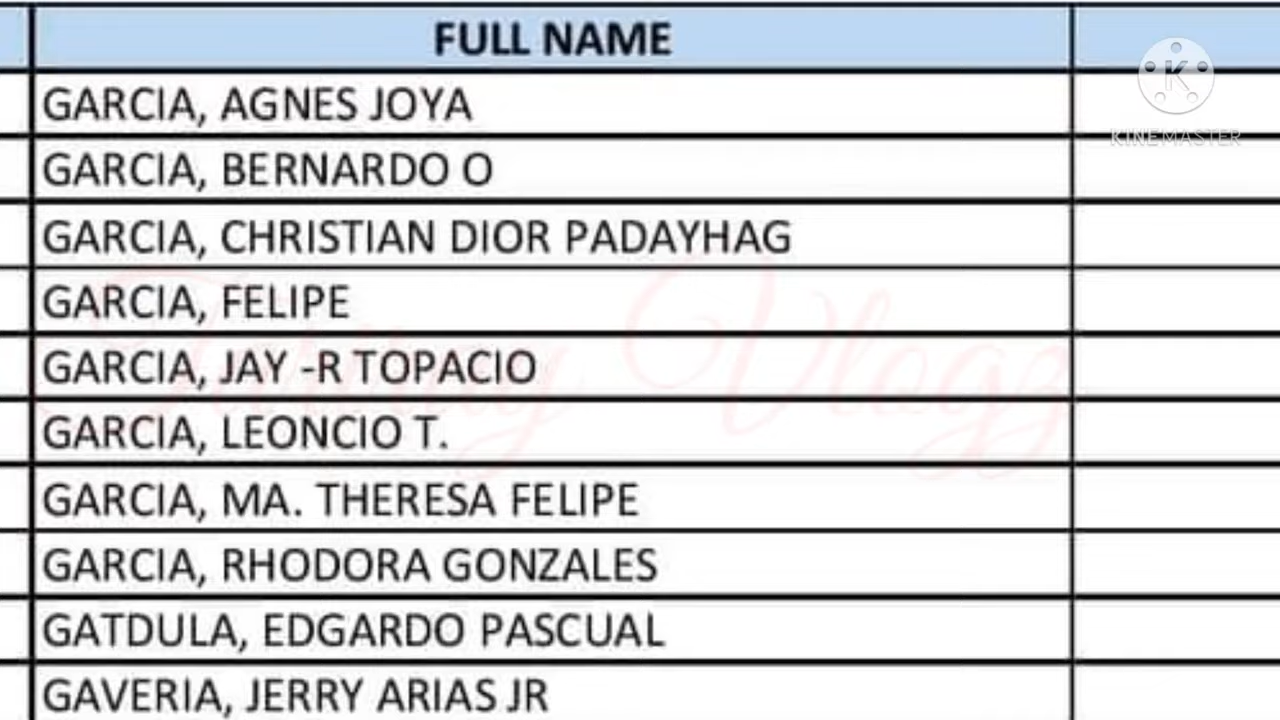 FULL NAME
GARCIA, AGNES JOYA
KINEMASTER
GARCIA, BERNARDO O
GARCIA, CHRISTIAN DIOR PADAYHAG
GARCIA, FELIPE
GARCIA, JAY -R TOPACIO
GARCIA, LEONCIO T.
GARCIA, MA. THERESA FELIPE
GARCIA, RHODORA GONZALES
GATDULA, EDGARDO PASCUAL
GAVERIA, JERRY ARIAS JR
Vlogz